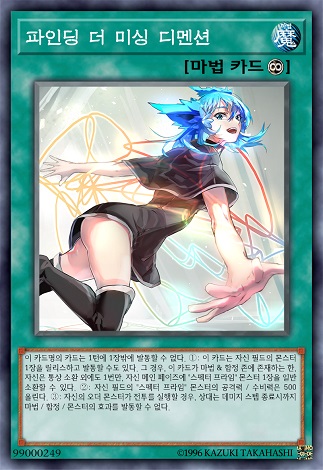 파인딩 더 미싱 디멘션
魔
[마법 카드∞]
이 카드명의 카드는 1턴에 1장밖에 발동할 수 없다. ①: 이 카드는 자신 필드의 몬스터
1장을 릴리스하고 발동할 수도 있다. 그 경우, 이 카드가 마법 & 함정 존에 존재하는 한,
자신은 통상 소환 외에도 1번만, 자신 메인 페이즈에 "스펙터 프라임" 몬스터 1장을 일반
소환할 수 있다. ②: 자신 필드의 "스펙터 프라임" 몬스터의 공격력 / 수비력은 500
올린다. ③: 자신의 오더 몬스터가 전투를 실행할 경우, 상대는 데미지 스텝 종료시까지
마법 / 함정 / 몬스터의 효과를 발동할 수 없다.
99000249
©1996 KAZUKI TAKAHASHI